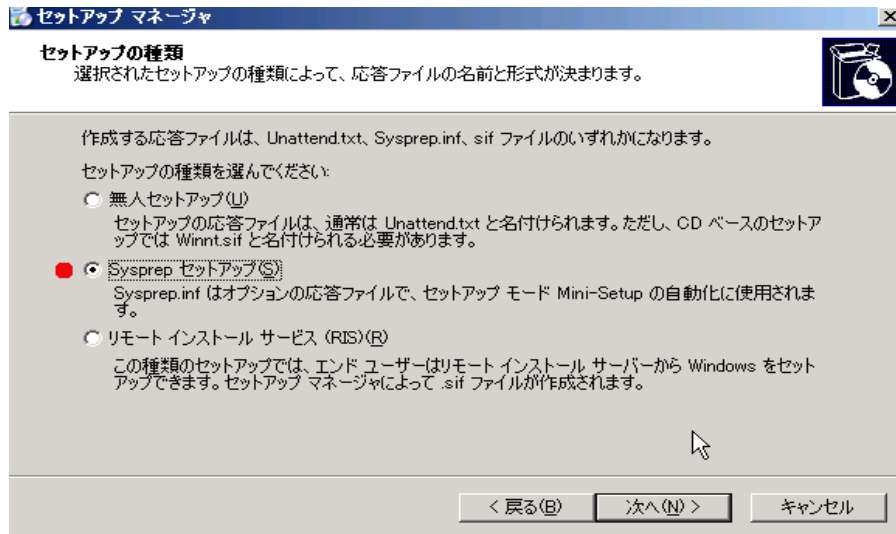 セットアップ マネージャ
セットアップの種類
選択されたセットアップの種類によって、応答ファイルの名前と形式が決まります。
作成する応答ファイルは、Unattend.txt、Sysprep.inf、sif ファイルのいずれかになります。
セットアップの種類を選んでください:
無人セットアップ(U)
セットアップの応答ファイルは、通常は Unattend.txt と名付けられます。ただし、CD ベースのセットア
ップでは Winnt.sif と名付けられる必要があります。
Sysprep セットアップ(S)
Sysprep.inf はオプションの応答ファイルで、セットアップ モード Mini-Setup の自動化に使用されま
す。
リモート インストール サービス (RIS)(R)
この種類のセットアップでは、エンド ユーザーはリモート インストール サーバーから Windows をセット
アップできます。セットアップ マネージャによって .sif ファイルが作成されます。
< 戻る(B) 次へ(N) > キャンセル